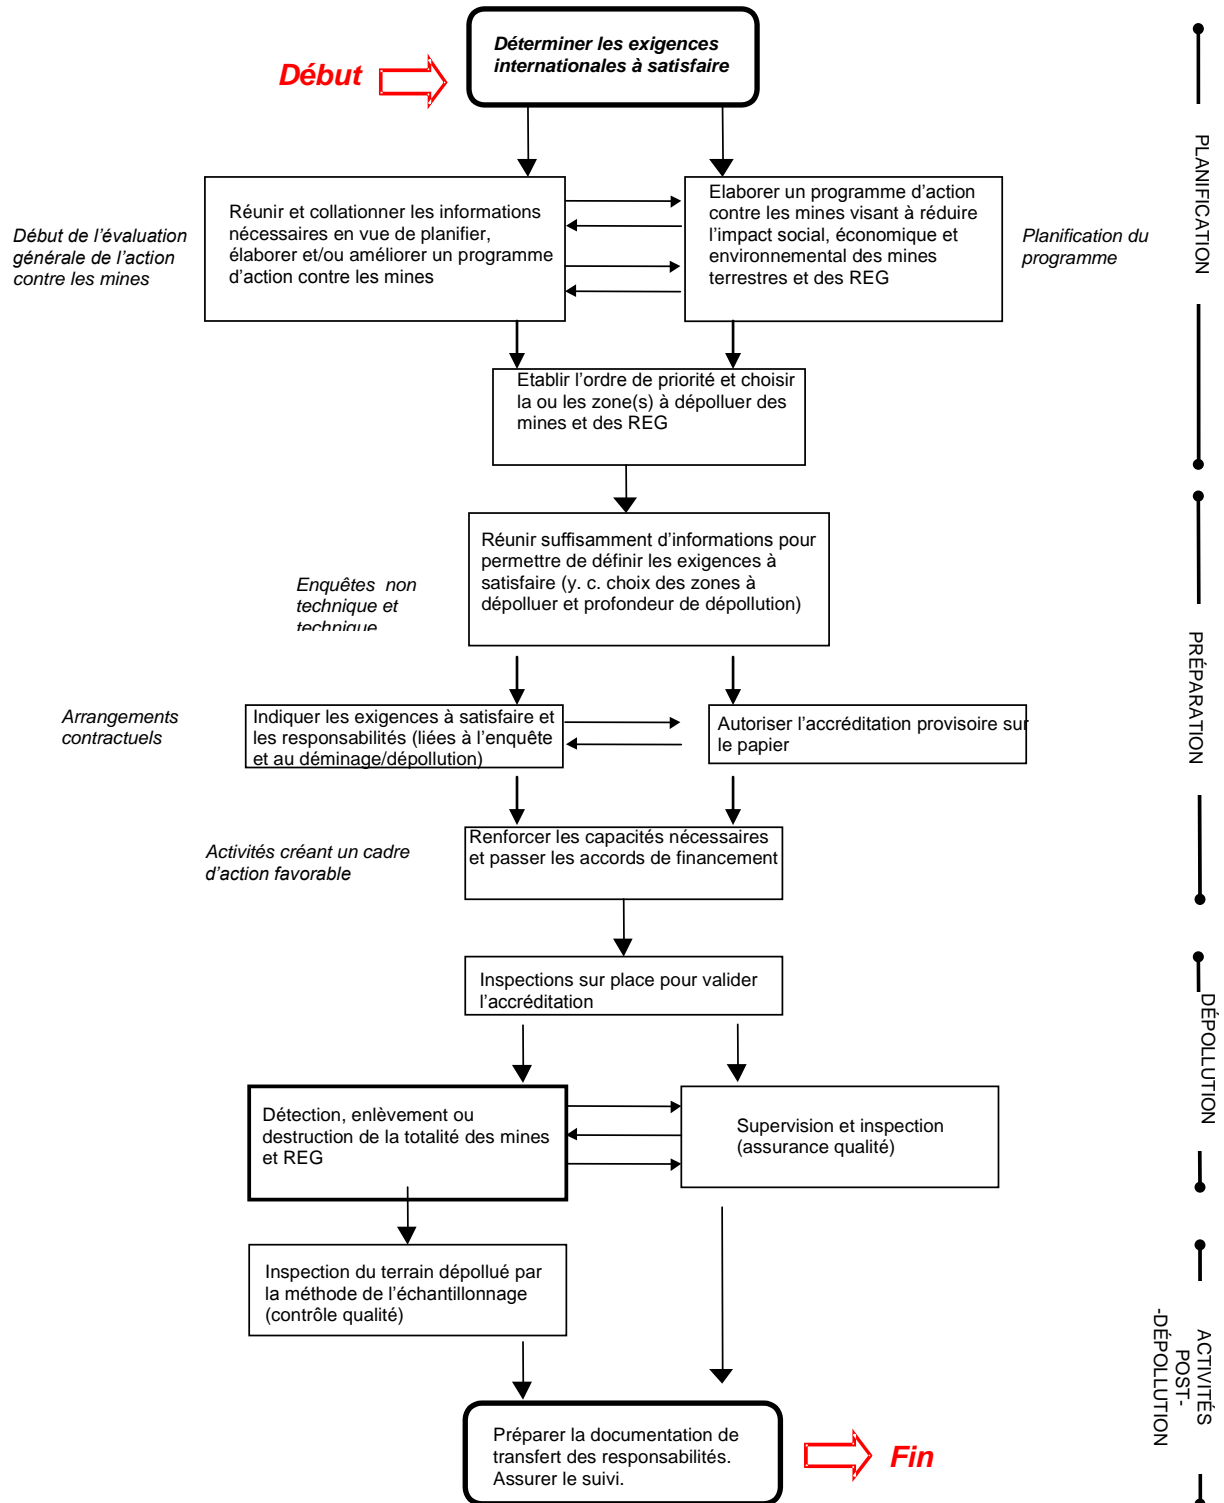 Déterminer les exigences
internationales à satisfaire
Début
PLANIFICATION
Début de l’évaluation
générale de l’action
contre les mines
Réunir et collationner les informations
nécessaires en vue de planifier,
élaborer et/ou améliorer un programme
d’action contre les mines
Elaborer un programme d’action
contre les mines visant à réduire
l’impact social, économique et
environnemental des mines
terrestres et des REG
Planification du
programme
Etablir l’ordre de priorité et choisir
la ou les zone(s) à dépolluer des
mines et des REG
PRÉPARATION
Enquêtes non
technique et
technique
Réunir suffisamment d’informations pour
permettre de définir les exigences à
satisfaire (y. c. choix des zones à
dépolluer et profondeur de dépollution)
Arrangements
contractuels
Indiquer les exigences à satisfaire et
les responsabilités (liées à l’enquête
et au déminage/dépollution)
Autoriser l’accréditation provisoire sur
le papier
Activités créant un cadre
d’action favorable
Renforcer les capacités nécessaires
et passer les accords de financement
Inspections sur place pour valider
l’accréditation
DÉPOLLUTION
Détection, enlèvement ou
destruction de la totalité des mines
et REG
Supervision et inspection
(assurance qualité)
Inspection du terrain dépollué par
la méthode de l’échantillonnage
(contrôle qualité)
ACTIVITÉS
POST-
-DÉPOLLUTION
Préparer la documentation de
transfert des responsabilités.
Assurer le suivi.
Fin